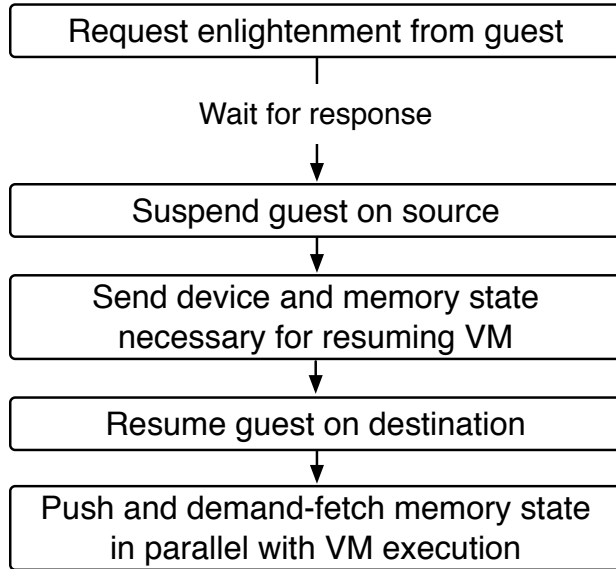 Request enlightenment from guest
Wait for response
Suspend guest on source
Send device and memory state
necessary for resuming VM
Resume guest on destination
Push and demand-fetch memory state
in parallel with VM execution